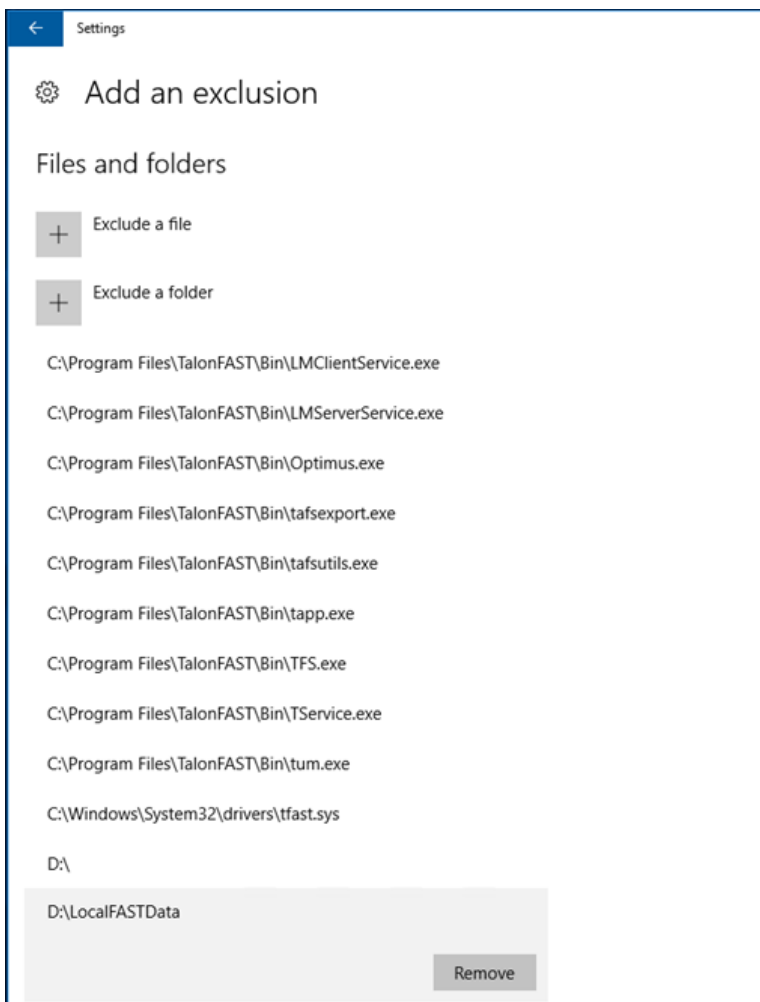 Settings
Add an exclusion
Files and folders
Exclude a file
Exclude a folder
C:\Program Files\TalonFAST\Bin\LMClientService.exe
C:\Program Files\TalonFAST\Bin\LMServerService.exe
C:\Program Files\TalonFAST\Bin\Optimus.exe
C:\Program Files\TalonFAST\Bin\tafsexport.exe
C:\Program Files\TalonFAST\Bin\tafsutils.exe
C:\Program Files\TalonFAST\Bin\tapp.exe
C:\Program Files\TalonFAST\Bin\TFS.exe
C:\Program Files\TalonFAST\Bin\TService.exe
C:\Program Files\TalonFAST\Bin\tum.exe
C:\Windows\System32\drivers\tfast.sys
D:\
D:\LocalFASTData
Remove